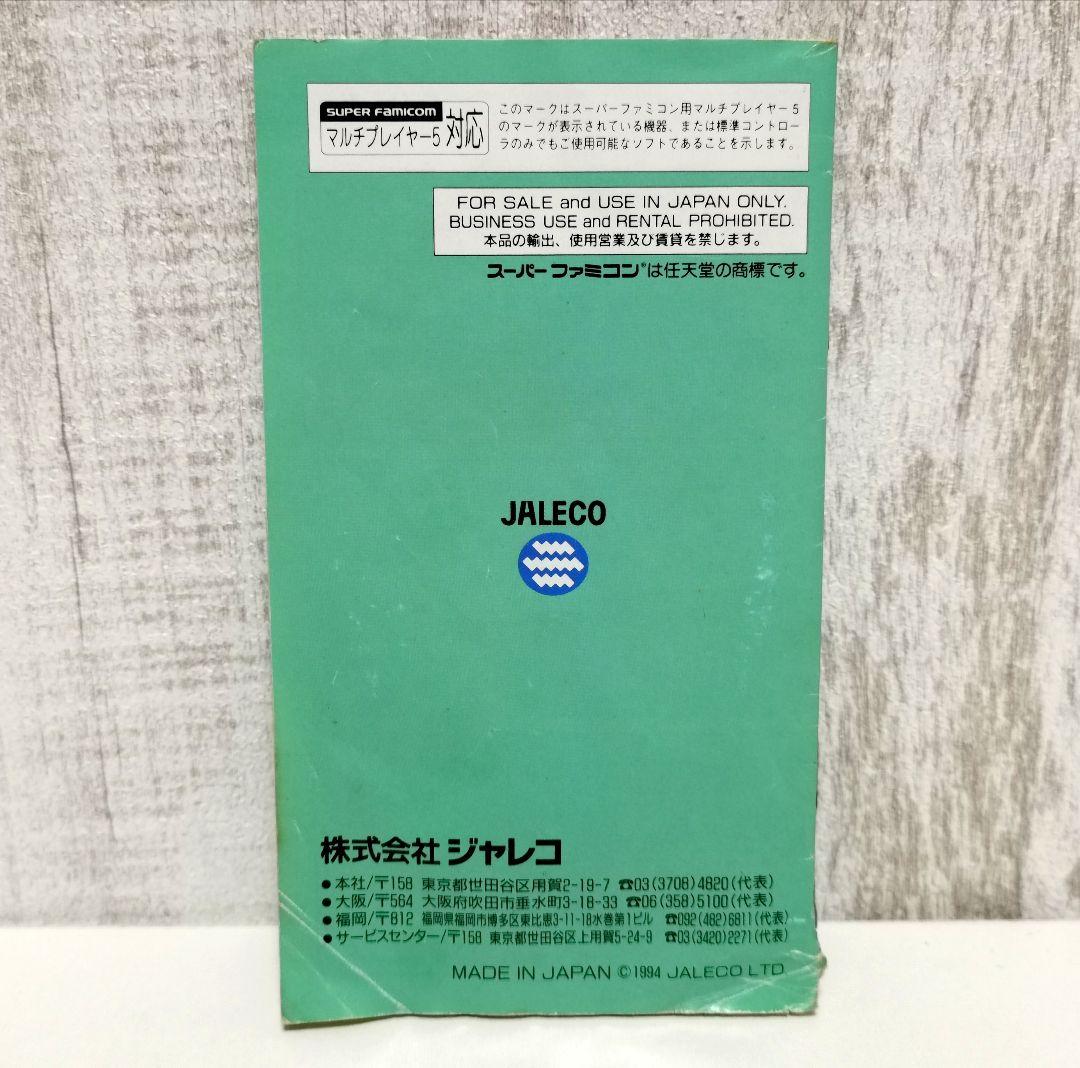 SUPER FAMICOM
マルチプレイヤー5 対応
このマークはスーパーファミコン用マルチプレイヤー5
のマークが表示されている機器、または標準コントロー
ラのみでもご使用可能なソフトであることを示します。
FOR SALE and USE IN JAPAN ONLY.
BUSINESS USE and RENTAL PROHIBITED.
本品の輸出、使用営業及び賃貸を禁じます。
スーパーファミコン®は任天堂の商標です。
JALECO
株式会社 ジャレコ
●本社/〒158 東京都世田谷区用賀2-19-7 ☎03(3708)4820(代表)
●大阪/〒564 大阪府吹田市垂水町3-18-33 ☎06(358)5100(代表)
●福岡/〒812 福岡県福岡市博多区東比恵3-11-18水巻第1ビル ☎092(482)6811(代表)
●サービスセンター/〒158 東京都世田谷区上用賀5-24-9 ☎03(3420)2271(代表)
MADE IN JAPAN ©1994 JALECO LTD